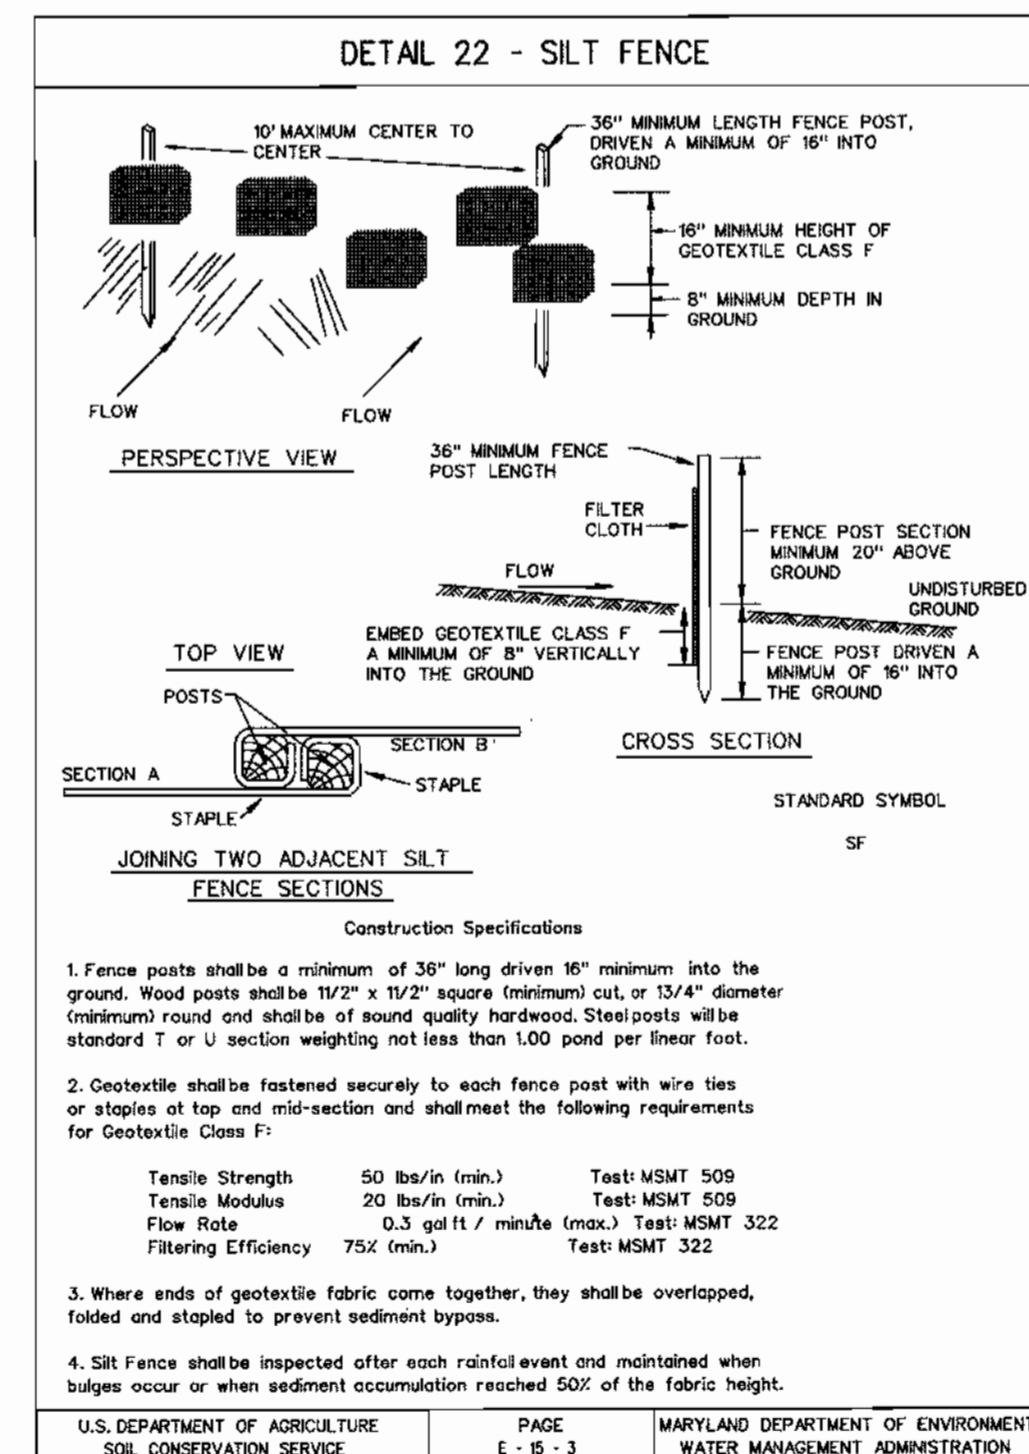 DETAIL 22 - SILT FENCE
10' MAXIMUM CENTER TO
CENTER
36" MINIMUM LENGTH FENCE POST,
DRIVEN A MINIMUM OF 16" INTO
GROUND
16" MINIMUM HEIGHT OF
GEOTEXTILE CLASS F
8" MINIMUM DEPTH IN
GROUND
FLOW
FLOW
PERSPECTIVE VIEW
36" MINIMUM FENCE
POST LENGTH
FILTER
CLOTH
FENCE POST SECTION
MINIMUM 20" ABOVE
GROUND
FLOW
UNDISTURBED
GROUND
EMBED GEOTEXTILE CLASS F
A MINIMUM OF 8" VERTICALLY
INTO THE GROUND
FENCE POST DRIVEN A
MINIMUM OF 16" INTO
THE GROUND
TOP VIEW
POSTS
SECTION B
SECTION A
STAPLE
STAPLE
CROSS SECTION
STANDARD SYMBOL
SF
JOINING TWO ADJACENT SILT
FENCE SECTIONS
Construction Specifications
1. Fence posts shall be a minimum of 36" long driven 16" minimum into the
ground. Wood posts shall be 11/2" x 11/2" square (minimum) cut, or 13/4" diameter
(minimum) round and shall be of sound quality hardwood. Steel posts will be
standard T or U section weighting not less than 1.00 pond per linear foot.
2. Geotextile shall be fastened securely to each fence post with wire ties
or staples at top and mid-section and shall meet the following requirements
for Geotextile Class F:
Tensile Strength 50 lbs/in (min.) Test: MSMT 509
Tensile Modulus 20 lbs/in (min.) Test: MSMT 509
Flow Rate 0.3 gal ft / minute (max.) Test: MSMT 322
Filtering Efficiency 75% (min.) Test: MSMT 322
3. Where ends of geotextile fabric come together, they shall be overlapped,
folded and stapled to prevent sediment bypass.
4. Silt Fence shall be inspected after each rainfall event and maintained when
bulges occur or when sediment accumulation reached 50% of the fabric height.
U.S. DEPARTMENT OF AGRICULTURE
SOIL CONSERVATION SERVICE
PAGE
E - 15 - 3
MARYLAND DEPARTMENT OF ENVIRONMENT
WATER MANAGEMENT ADMINISTRATION